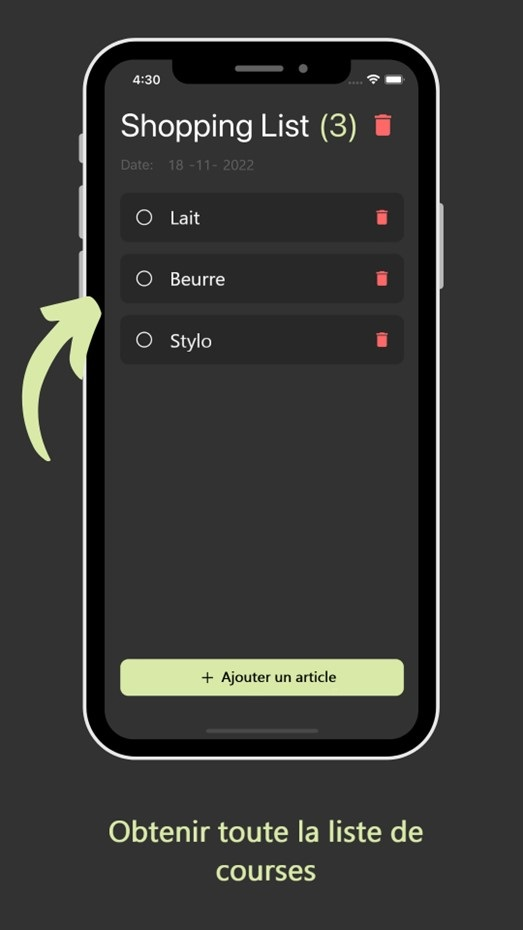 4:30
Shopping List (3)
Date: 18 -11- 2022
Lait
Beurre
Stylo
+ Ajouter un article
Obtenir toute la liste de
courses